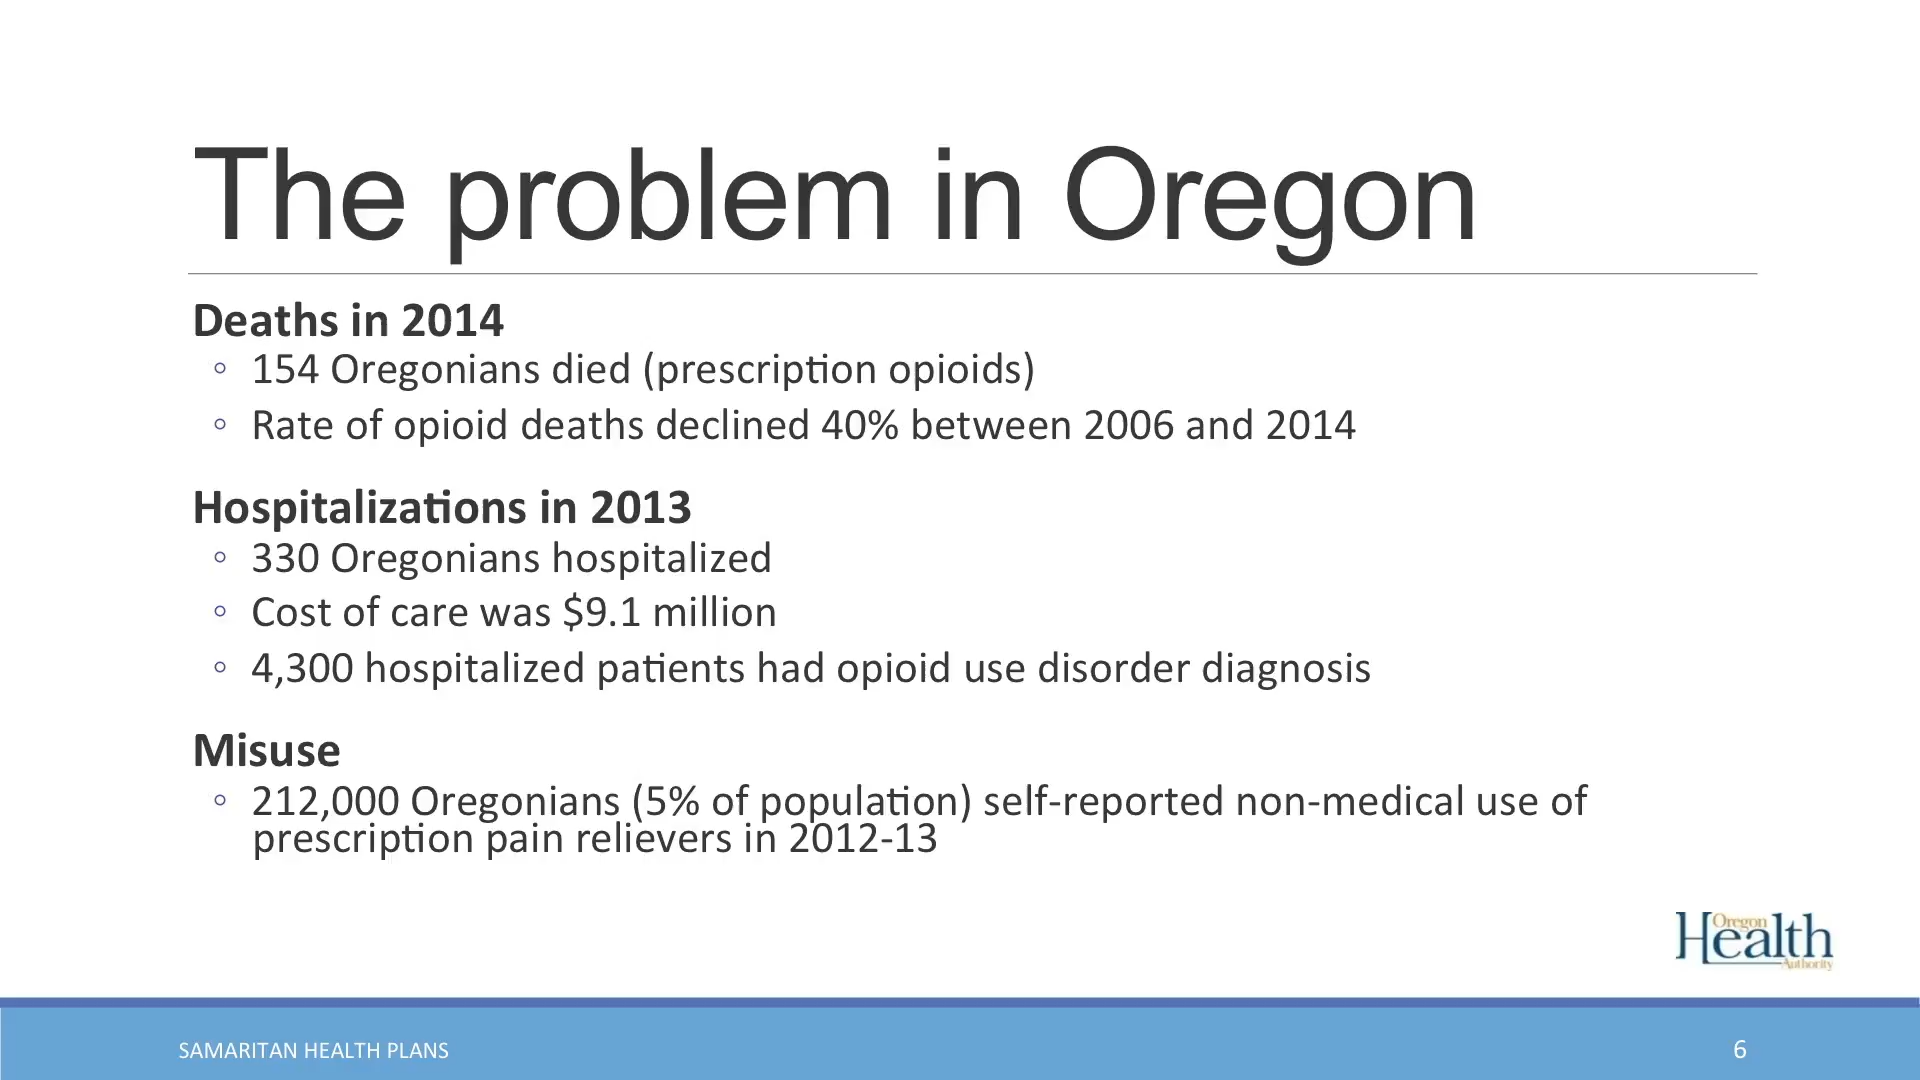 The problem in Oregon
Deaths in 2014
◦ 154 Oregonians died (prescription opioids)
◦ Rate of opioid deaths declined 40% between 2006 and 2014
Hospitalizations in 2013
◦ 330 Oregonians hospitalized
◦ Cost of care was $9.1 million
◦ 4,300 hospitalized patients had opioid use disorder diagnosis
Misuse
◦ 212,000 Oregonians (5% of population) self-reported non-medical use of
prescription pain relievers in 2012-13
Oregon
Health
Authority
SAMARITAN HEALTH PLANS
6